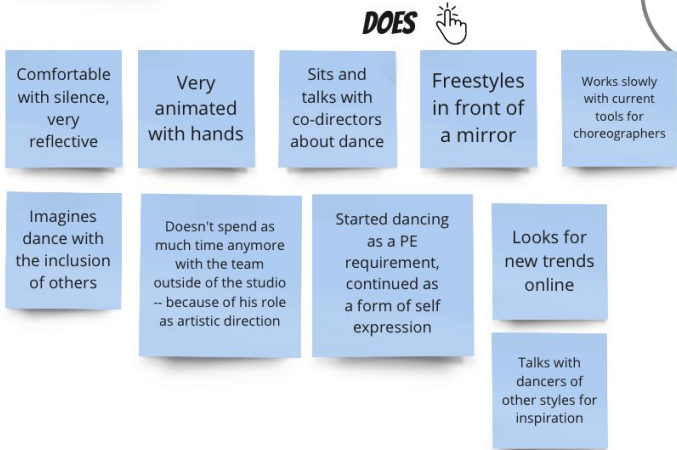 DOES
Comfortable
with silence,
very
reflective
Very
animated
with hands
Sits and
talks with
co-directors
about dance
Freestyles
in front of
a mirror
Works slowly
with current
tools for
choreographers
Imagines
dance with
the inclusion
of others
Doesn't spend as
much time anymore
with the team
outside of the studio
-- because of his role
as artistic direction
Started dancing
as a PE
requirement,
continued as
a form of self
expression
Looks for
new trends
online
Talks with
dancers of
other styles for
inspiration